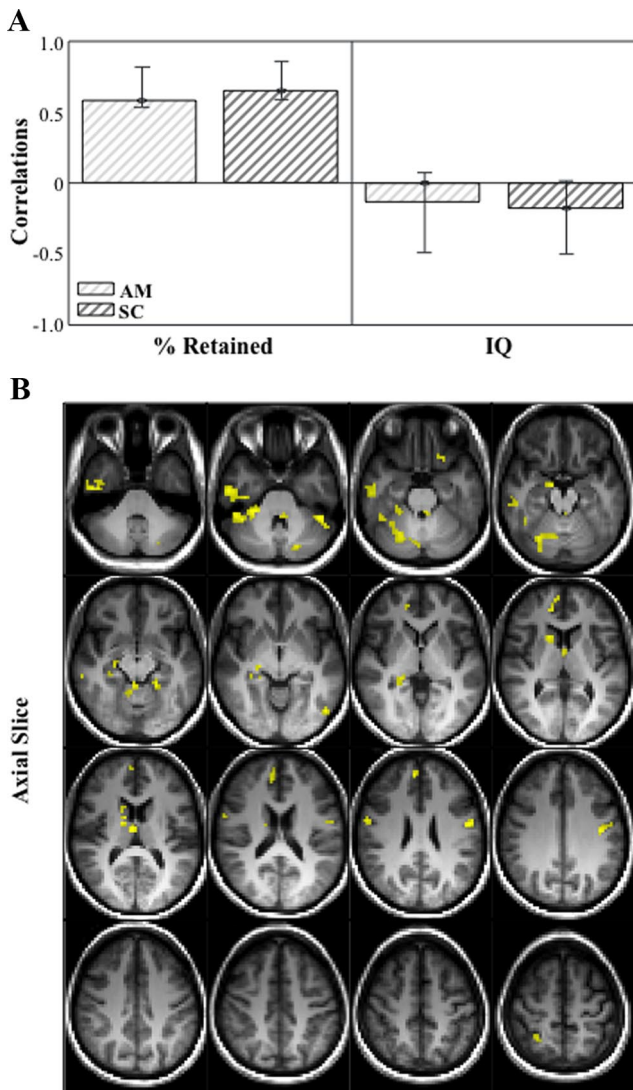 A
1.0
0.5
0
-0.5
-1.0
Correlations
AM
SC
% Retained
IQ
B
Axial Slice